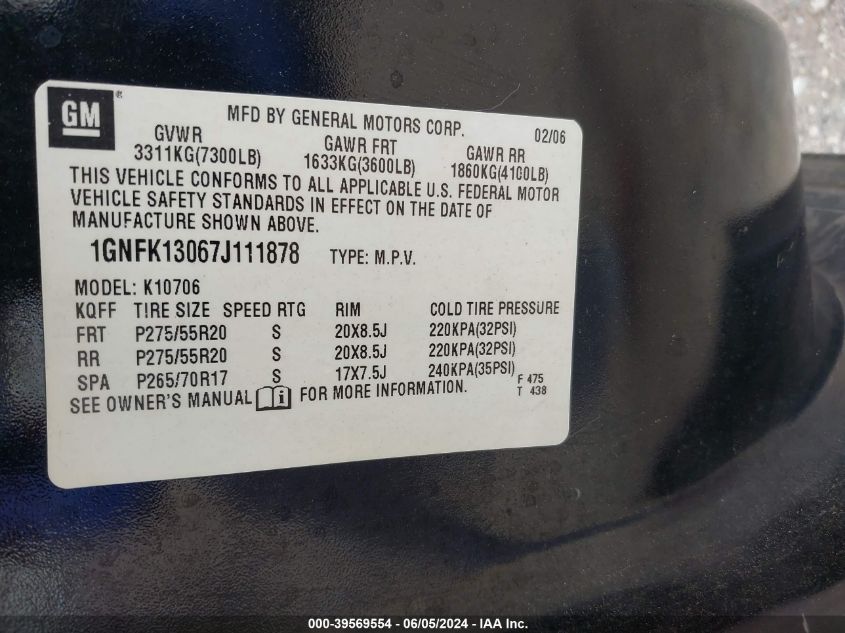 GM ®
MFD BY GENERAL MOTORS CORP. 02/06
GVWR GAWR FRT GAWR RR
3311KG(7300LB) 1633KG(3600LB) 1860KG(4100LB)
THIS VEHICLE CONFORMS TO ALL APPLICABLE U.S. FEDERAL MOTOR
VEHICLE SAFETY STANDARDS IN EFFECT ON THE DATE OF
MANUFACTURE SHOWN ABOVE.
1GNFK13067J111878 TYPE: M.P.V.
MODEL: K10706
KQFF TIRE SIZE SPEED RTG RIM COLD TIRE PRESSURE
FRT P275/55R20 S 20X8.5J 220KPA(32PSI)
RR P275/55R20 S 20X8.5J 220KPA(32PSI)
SPA P265/70R17 S 17X7.5J 240KPA(35PSI)
F 475
SEE OWNER'S MANUAL i FOR MORE INFORMATION. T 438
000-39569554 - 06/05/2024 - IAA Inc.